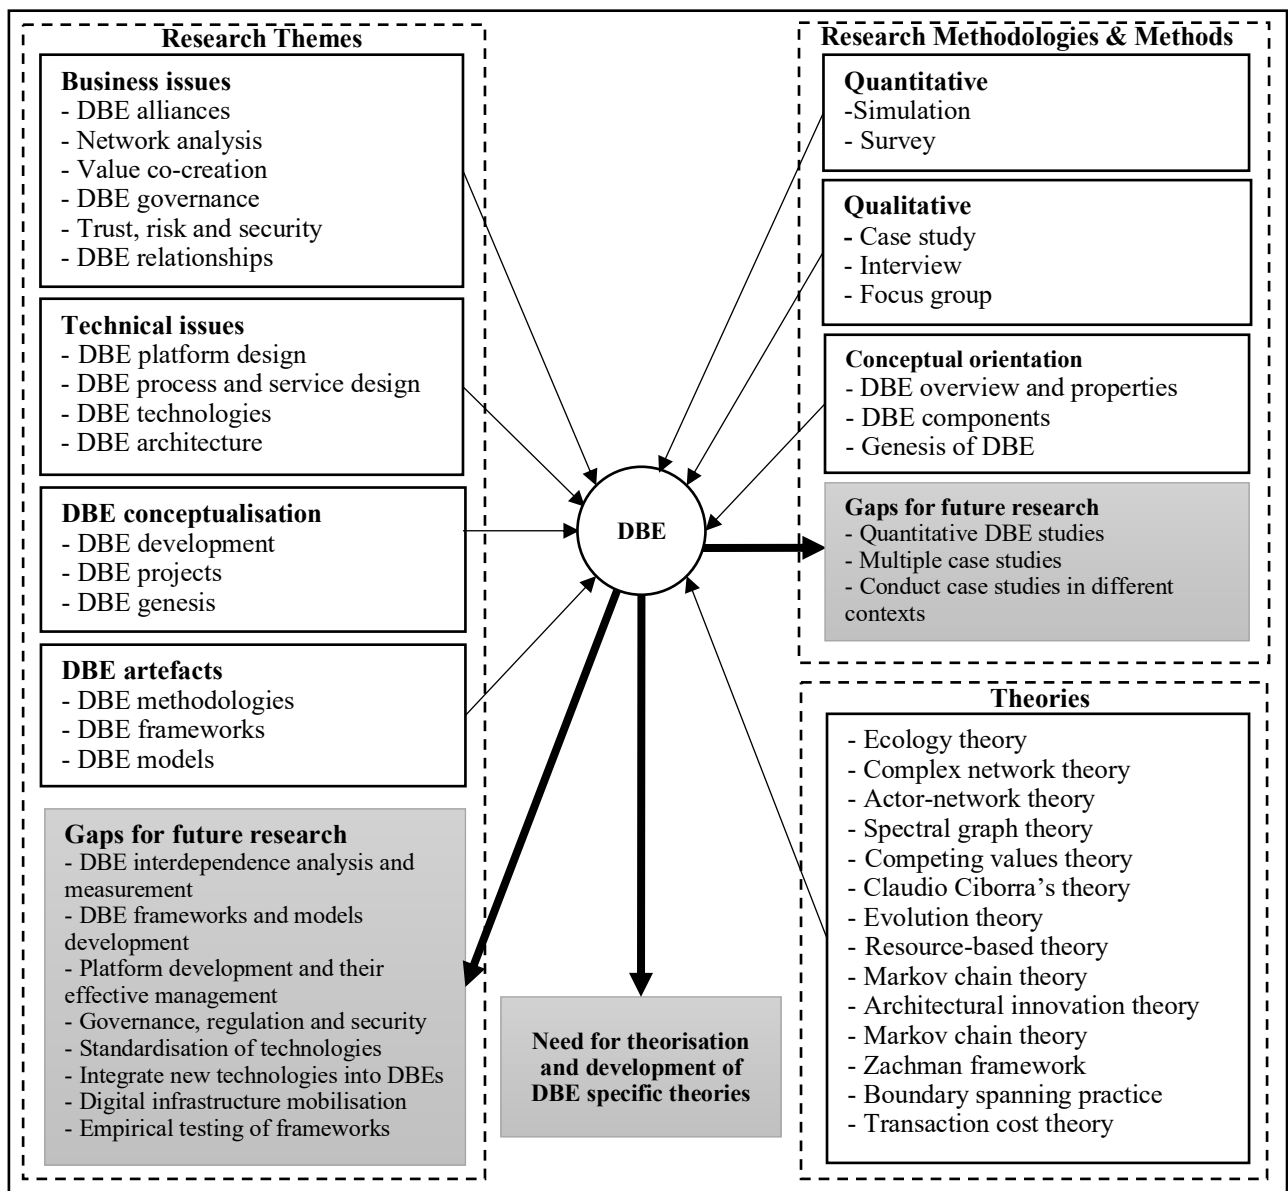 Research Themes
Business issues
- DBE alliances
- Network analysis
- Value co-creation
- DBE governance
- Trust, risk and security
- DBE relationships
Technical issues
- DBE platform design
- DBE process and service design
- DBE technologies
- DBE architecture
DBE conceptualisation
- DBE development
- DBE projects
- DBE genesis
DBE artefacts
- DBE methodologies
- DBE frameworks
- DBE models
Gaps for future research
- DBE interdependence analysis and
measurement
- DBE frameworks and models
development
- Platform development and their
effective management
- Governance, regulation and security
- Standardisation of technologies
- Integrate new technologies into DBEs
- Digital infrastructure mobilisation
- Empirical testing of frameworks
DBE
Need for theorisation
and development of
DBE specific theories
Research Methodologies & Methods
Quantitative
-Simulation
- Survey
Qualitative
- Case study
- Interview
- Focus group
Conceptual orientation
- DBE overview and properties
- DBE components
- Genesis of DBE
Gaps for future research
- Quantitative DBE studies
- Multiple case studies
- Conduct case studies in different
contexts
Theories
- Ecology theory
- Complex network theory
- Actor-network theory
- Spectral graph theory
- Competing values theory
- Claudio Ciborra’s theory
- Evolution theory
- Resource-based theory
- Markov chain theory
- Architectural innovation theory
- Markov chain theory
- Zachman framework
- Boundary spanning practice
- Transaction cost theory